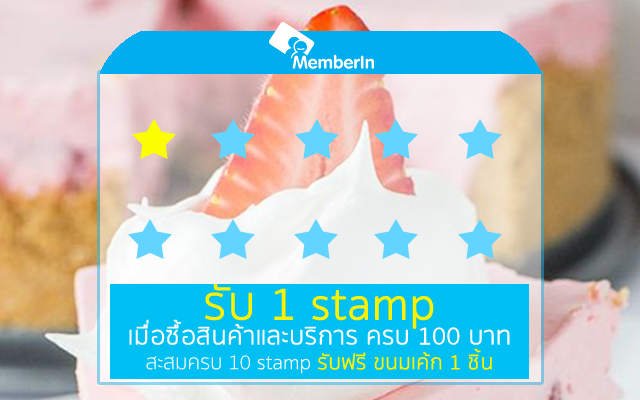 MemberIn
รับ 1 stamp
เมื่อซื้อสินค้าและบริการ ครบ 100 บาท
สะสมครบ 10 stamp รับฟรี ขนมเค้ก 1 ชิ้น